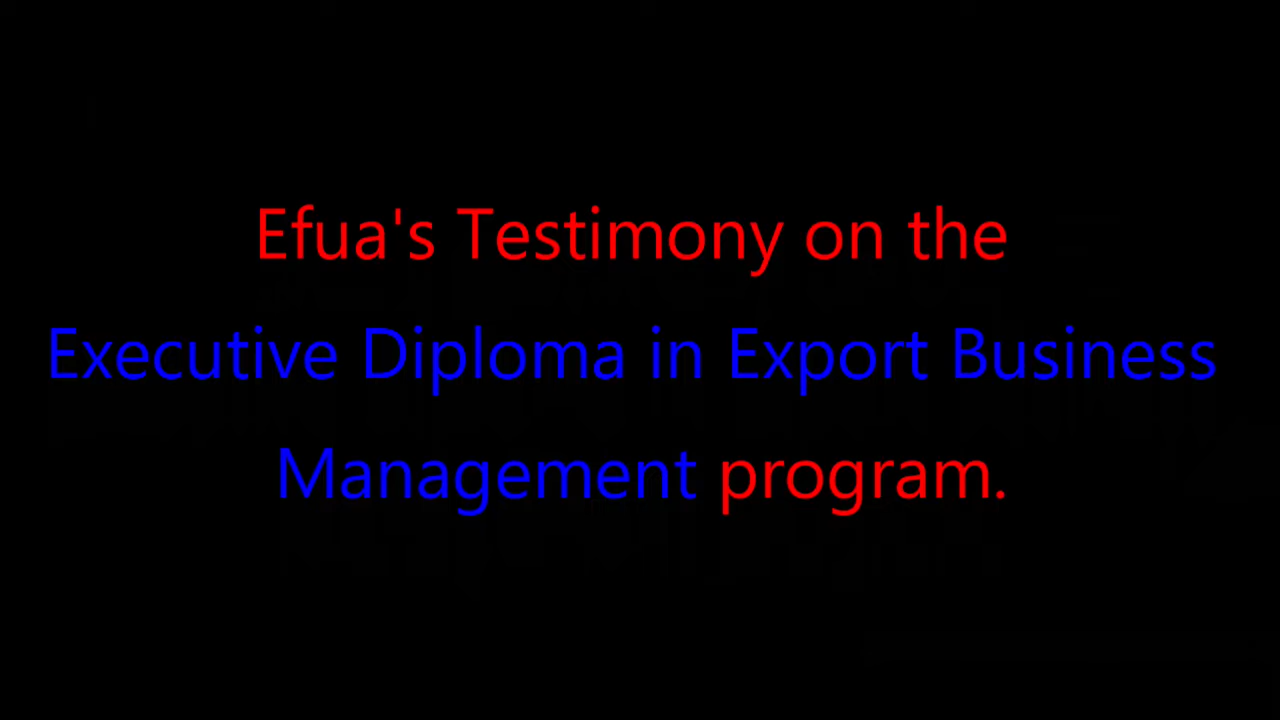 Efua's Testimony on the
Executive Diploma in Export Business
Management program.